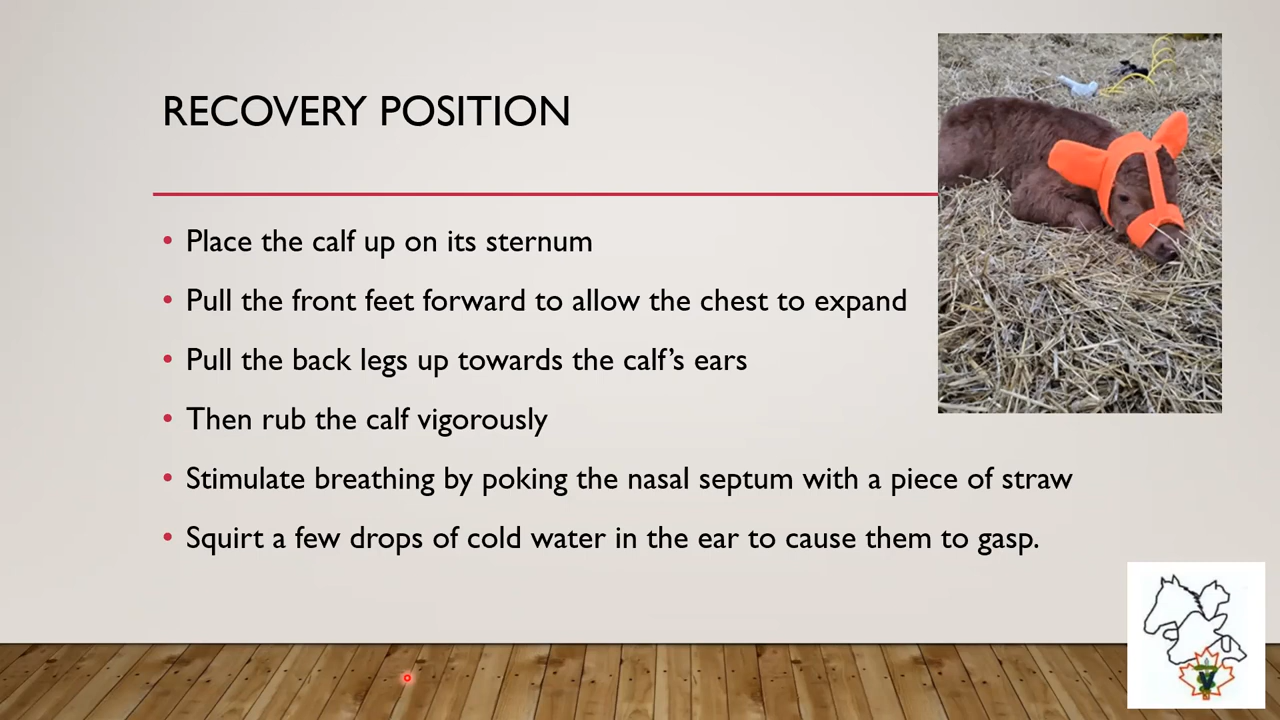 RECOVERY POSITION
• Place the calf up on its sternum
• Pull the front feet forward to allow the chest to expand
• Pull the back legs up towards the calf's ears
• Then rub the calf vigorously
• Stimulate breathing by poking the nasal septum with a piece of straw
• Squirt a few drops of cold water in the ear to cause them to gasp.
V